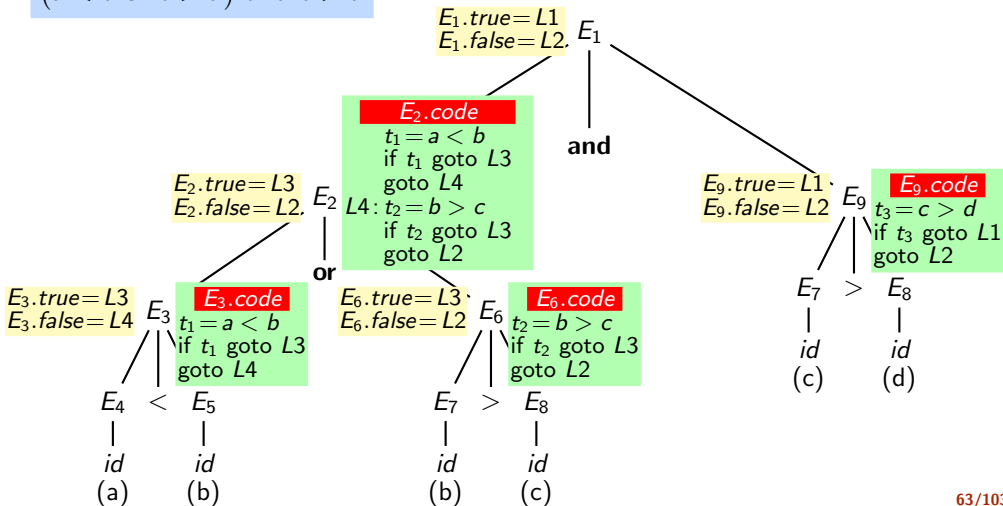 E₁.true=L1
E₁.false=L2
E₁
E₂.code
t₁=a < b
if t₁ goto L3
goto L4
L4: t₂=b > c
if t₂ goto L3
goto L2
and
E₂.true=L3
E₂.false=L2
E₂
or
E₉.true=L1
E₉.false=L2
E₉
E₉.code
t₃=c > d
if t₃ goto L1
goto L2
E₃.true=L3
E₃.false=L4
E₃
E₃.code
t₁=a < b
if t₁ goto L3
goto L4
E₆.true=L3
E₆.false=L2
E₆
E₆.code
t₂=b > c
if t₂ goto L3
goto L2
E₇ > E₈
id id
(c) (d)
E₄ < E₅
id id
(a) (b)
E₇ > E₈
id id
(b) (c)
63/103